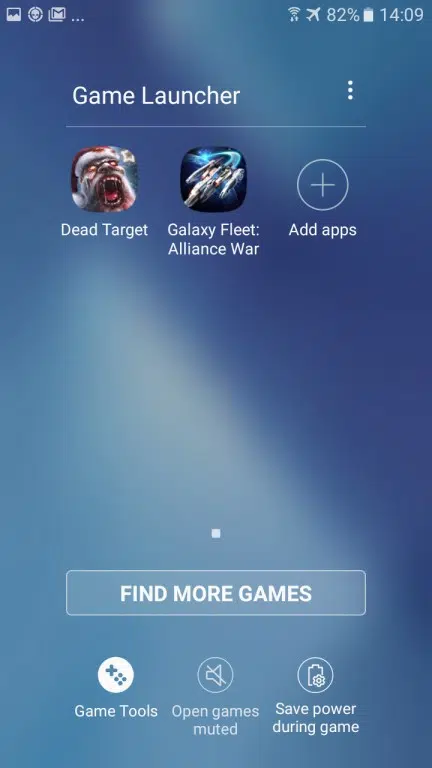 ... 82% 14:09
Game Launcher
Dead Target
Galaxy Fleet:
Alliance War
Add apps
FIND MORE GAMES
Game Tools
Open games
muted
Save power
during game